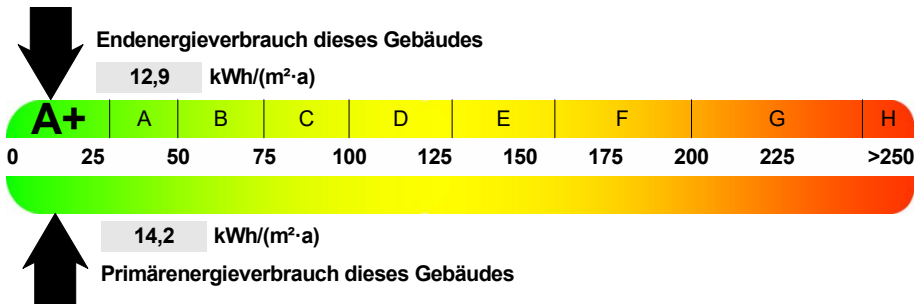 Endenergieverbrauch dieses Gebäudes
12,9 kWh/(m²·a)
A+ A B C D E F G H
0 25 50 75 100 125 150 175 200 225 >250
14,2 kWh/(m²·a)
Primärenergieverbrauch dieses Gebäudes